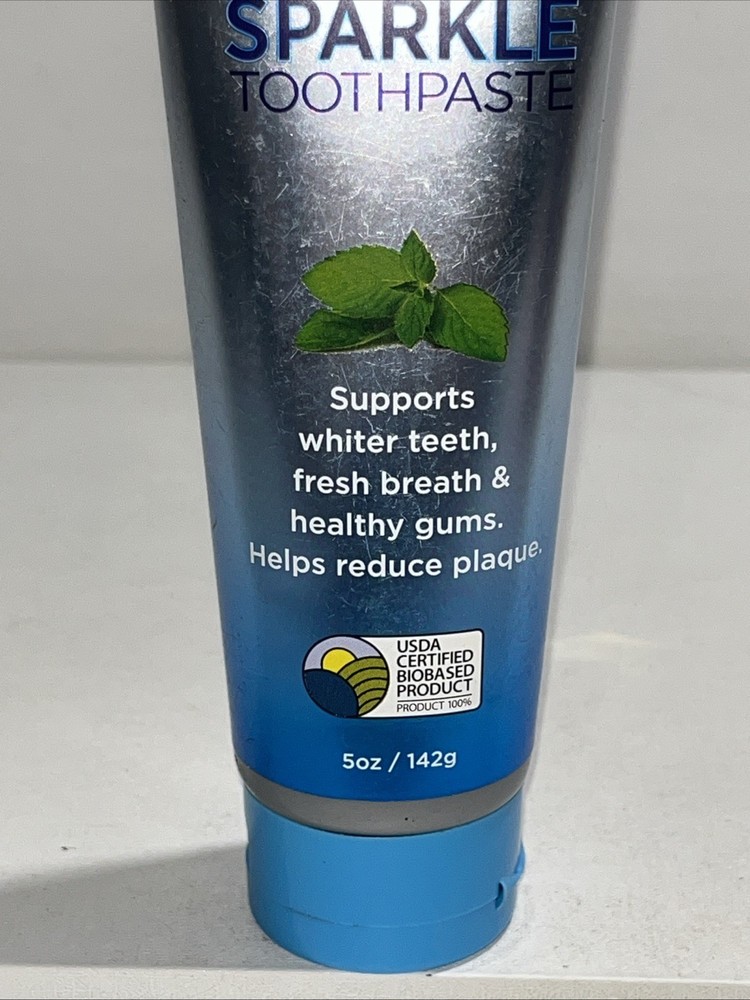 SPARKLE
TOOTHPASTE
Supports
whiter teeth,
fresh breath &
healthy gums.
Helps reduce plaque.
USDA
CERTIFIED
BIOBASED
PRODUCT
PRODUCT 100%
5oz / 142g